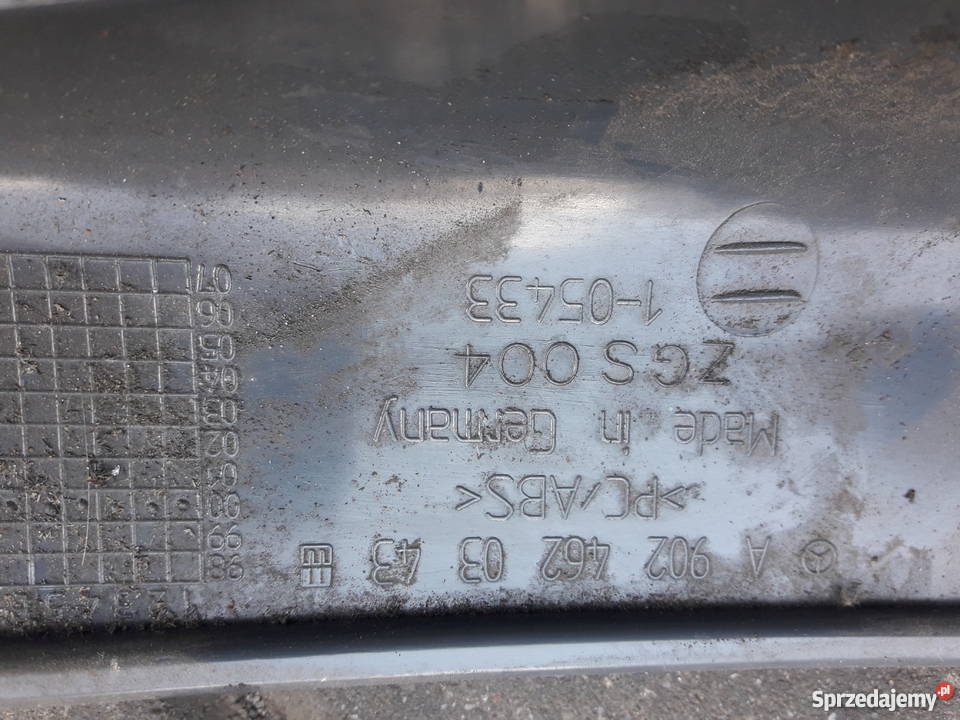 A 902 462 03 43
>PC/ABS<
Made in Germany
ZGS 004
1-05433
98
99
00
01
02
03
04
05
06
07
Sprzedajemy.pl